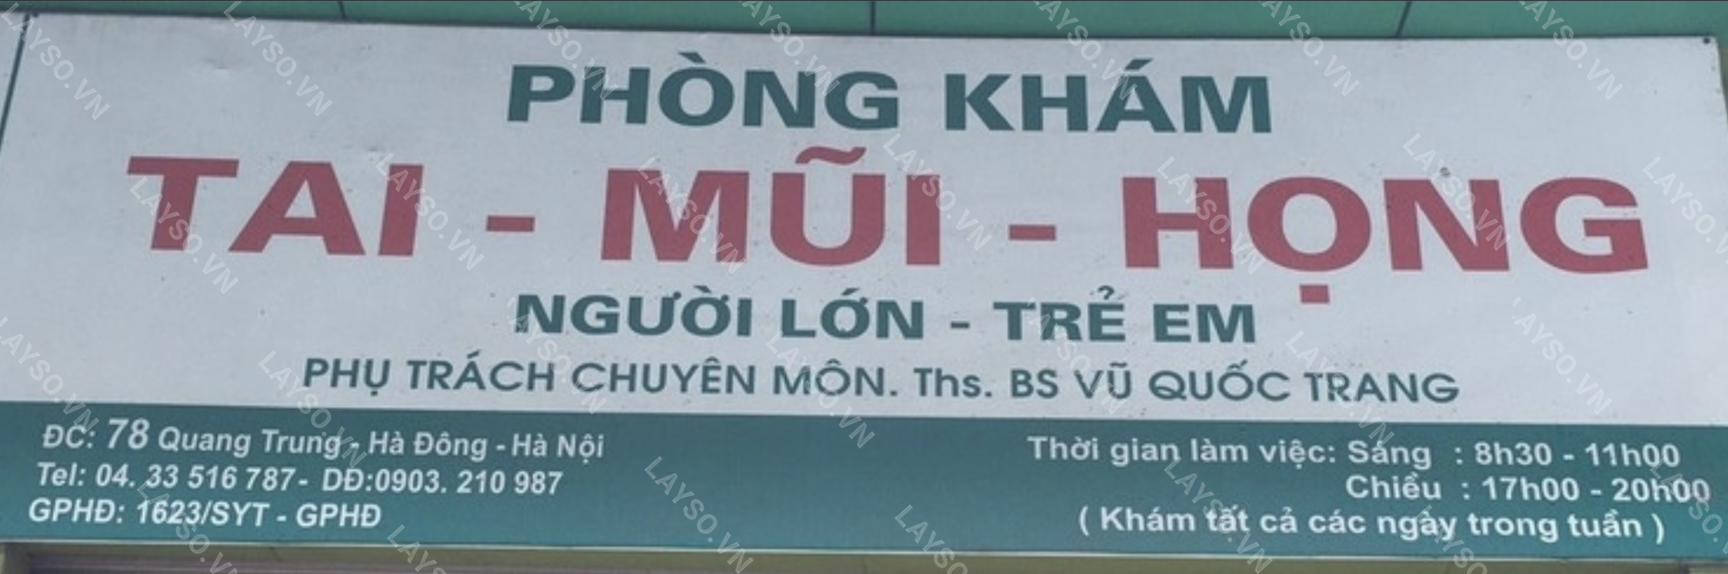 PHÒNG KHÁM
TAI - MŨI - HỌNG
NGƯỜI LỚN - TRẺ EM
PHỤ TRÁCH CHUYÊN MÔN. Ths. BS VŨ QUỐC TRANG
ĐC: 78 Quang Trung - Hà Đông - Hà Nội
Tel: 04. 33 516 787 - DĐ:0903. 210 987
GPHĐ: 1623/SYT - GPHĐ
Thời gian làm việc: Sáng : 8h30 - 11h00
Chiều : 17h00 - 20h00
( Khám tất cả các ngày trong tuần )
LAYSO.VN